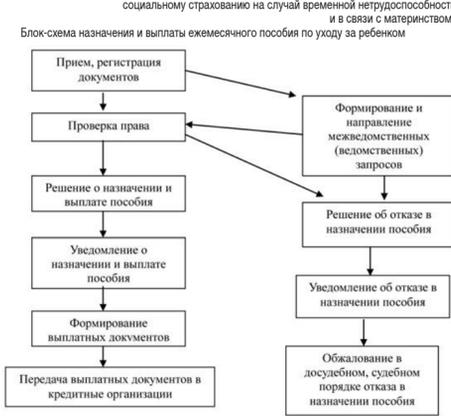 социальному страхованию на случай временной нетрудоспособност
и в связи с материнством
Блок-схема назначения и выплаты ежемесячного пособия по уходу за ребенком
Прием, регистрация
документов
Проверка права
Решение о назначении и
выплате пособия
Уведомление о
назначении и выплате
пособия
Формирование
выплатных документов
Передача выплатных документов в
кредитные организации
Формирование и
направление
межведомственных
(ведомственных)
запросов
Решение об отказе в
назначении пособия
Уведомление об отказе в
назначении пособия
Обжалование в
досудебном, судебном
порядке отказа в
назначении пособия